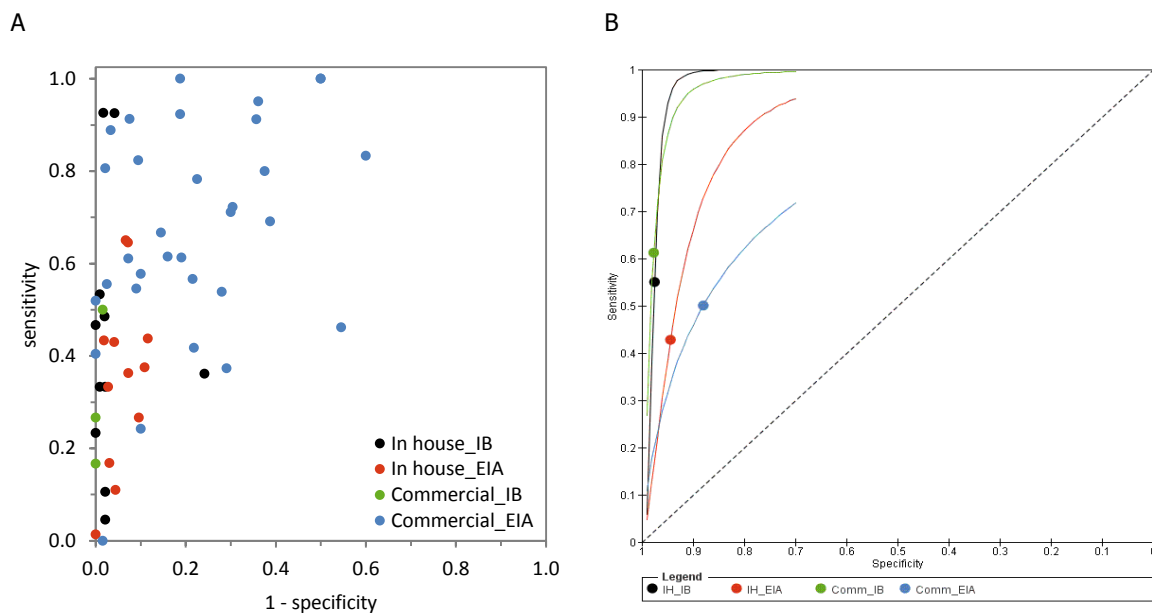 A
B
sensitivity
1.0
0.8
0.6
0.4
0.2
0.0
In house_IB
In house_EIA
Commercial_IB
Commercial_EIA
0.0 0.2 0.4 0.6 0.8 1.0
1 - specificity
Sensitivity
1
0.9
0.8
0.7
0.6
0.5
0.4
0.3
0.2
0.1
0
1 0.9 0.8 0.7 0.6 0.5 0.4 0.3 0.2 0.1 0
Specificity
Legend
IH_IB IH_EIA Comm_IB Comm_EIA